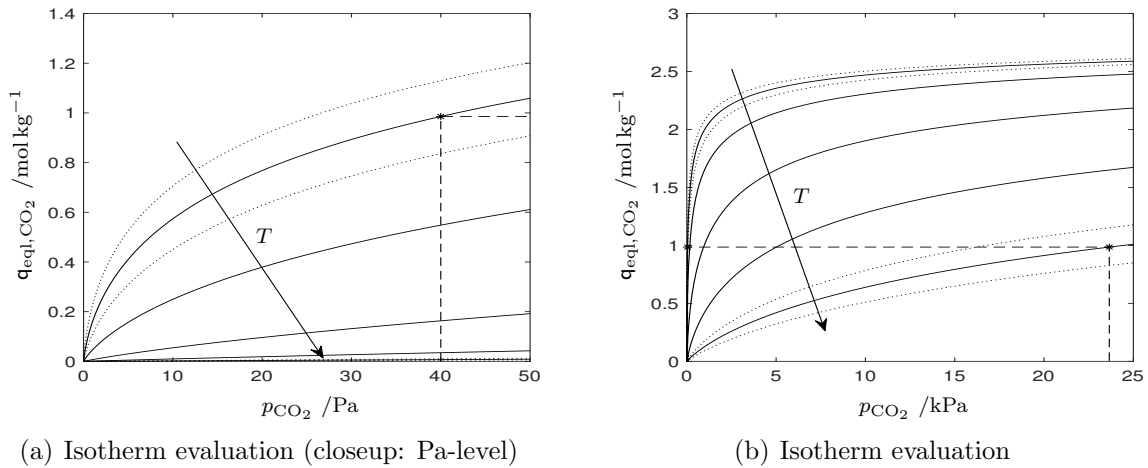 1.4
1.2
1
0.8
0.6
0.4
0.2
0
q_eql,CO₂ /mol kg⁻¹
T
0 10 20 30 40 50
p_CO₂ /Pa
(a) Isotherm evaluation (closeup: Pa-level)
3
2.5
2
1.5
1
0.5
0
q_eql,CO₂ /mol kg⁻¹
T
0 5 10 15 20 25
p_CO₂ /kPa
(b) Isotherm evaluation